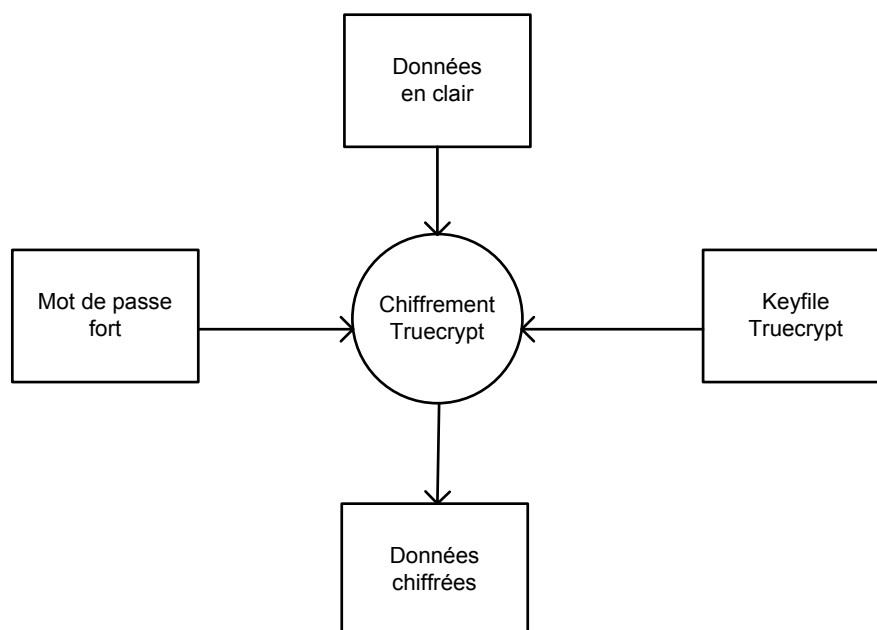 Données
en clair
Mot de passe
fort
Chiffrement
Truecrypt
Keyfile
Truecrypt
Données
chiffrées